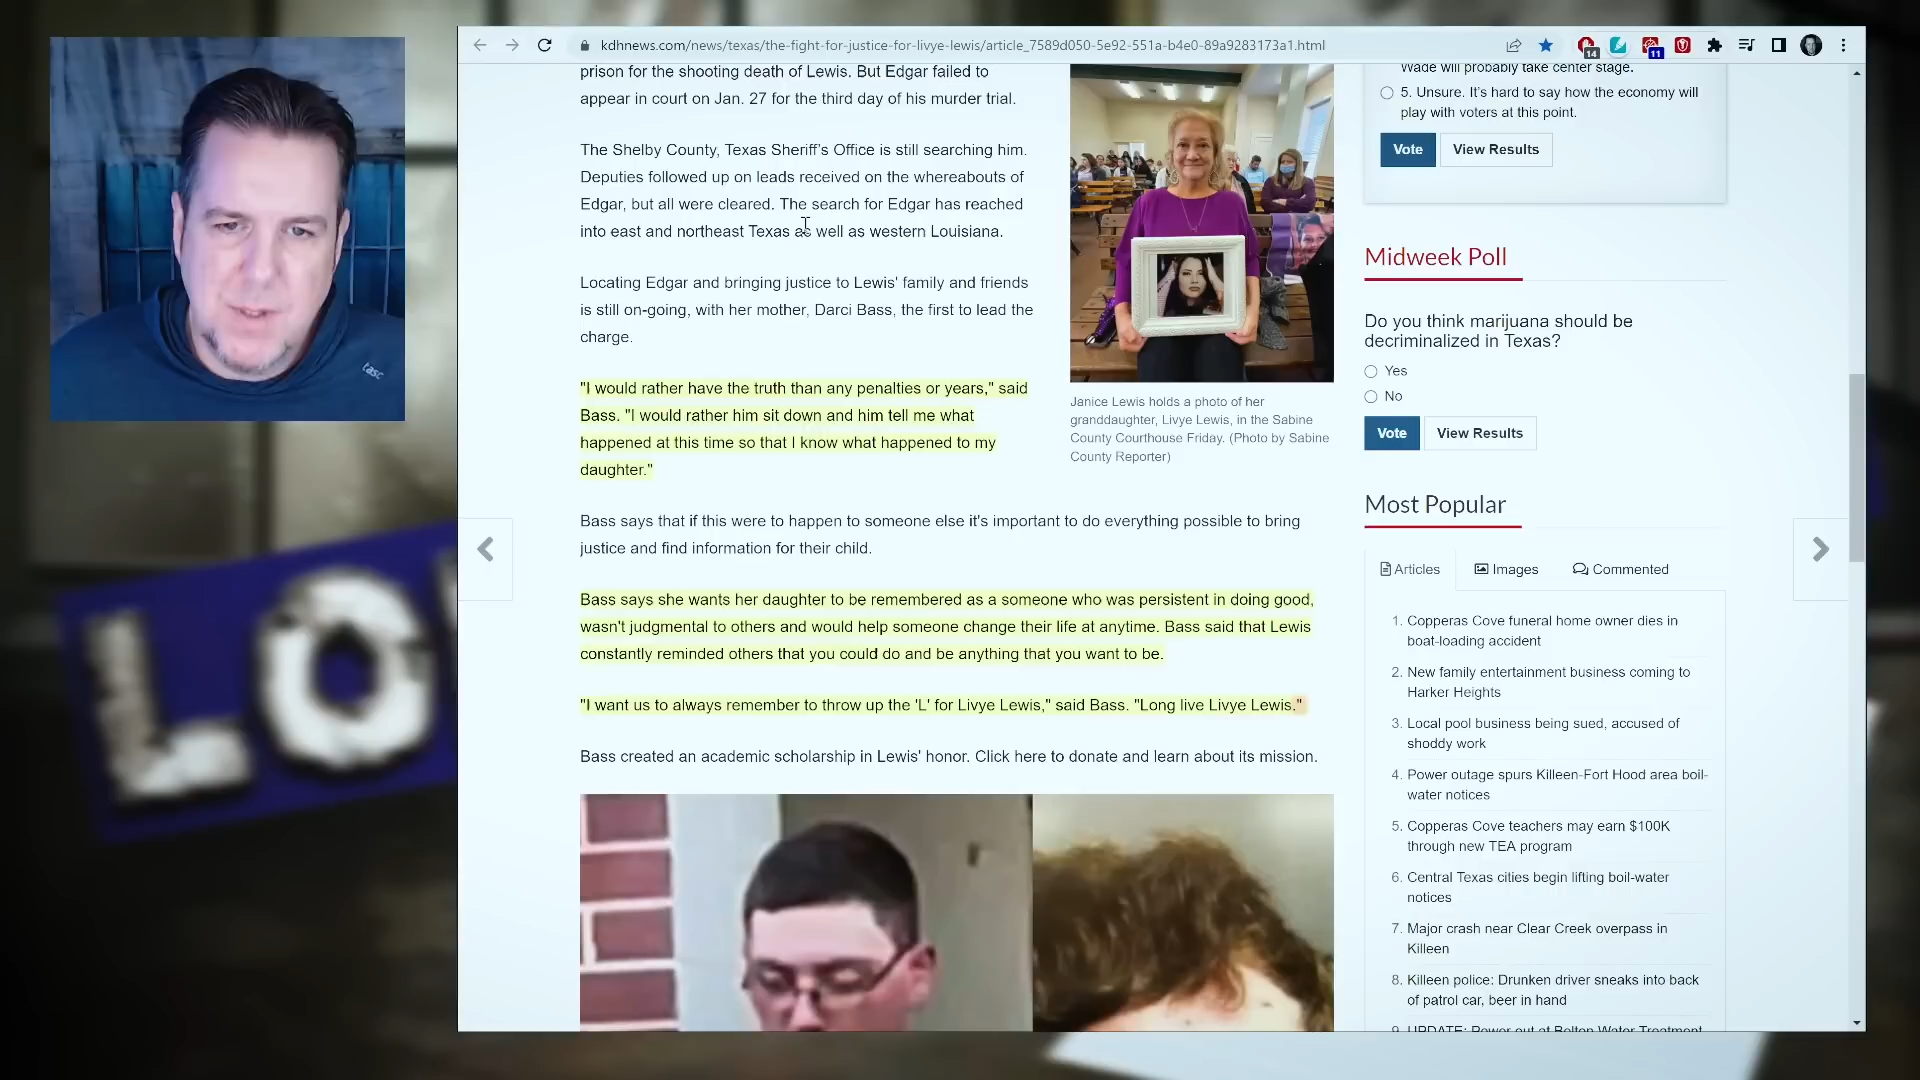 kdhnews.com/news/texas/the-fight-for-justice-for-livye-lewis/article_7589d050-5e92-551a-b4e0-89a9283173a1.html
14
11
prison for the shooting death of Lewis. But Edgar failed to
appear in court on Jan. 27 for the third day of his murder trial.
The Shelby County, Texas Sheriff's Office is still searching him.
Deputies followed up on leads received on the whereabouts of
Edgar, but all were cleared. The search for Edgar has reached
into east and northeast Texas as well as western Louisiana.
Locating Edgar and bringing justice to Lewis' family and friends
is still on-going, with her mother, Darci Bass, the first to lead the
charge.
"I would rather have the truth than any penalties or years," said
Bass. "I would rather him sit down and him tell me what
happened at this time so that I know what happened to my
daughter."
Janice Lewis holds a photo of her
granddaughter, Livye Lewis, in the Sabine
County Courthouse Friday. (Photo by Sabine
County Reporter)
Bass says that if this were to happen to someone else it's important to do everything possible to bring
justice and find information for their child.
Bass says she wants her daughter to be remembered as a someone who was persistent in doing good,
wasn't judgmental to others and would help someone change their life at anytime. Bass said that Lewis
constantly reminded others that you could do and be anything that you want to be.
"I want us to always remember to throw up the 'L' for Livye Lewis," said Bass. "Long live Livye Lewis."
Bass created an academic scholarship in Lewis' honor. Click here to donate and learn about its mission.
Wade will probably take center stage.
5. Unsure. It's hard to say how the economy will
play with voters at this point.
Vote View Results
Midweek Poll
Do you think marijuana should be
decriminalized in Texas?
Yes
No
Vote View Results
Most Popular
Articles Images Commented
1. Copperas Cove funeral home owner dies in
boat-loading accident
2. New family entertainment business coming to
Harker Heights
3. Local pool business being sued, accused of
shoddy work
4. Power outage spurs Killeen-Fort Hood area boil-
water notices
5. Copperas Cove teachers may earn $100K
through new TEA program
6. Central Texas cities begin lifting boil-water
notices
7. Major crash near Clear Creek overpass in
Killeen
8. Killeen police: Drunken driver sneaks into back
of patrol car, beer in hand
9. UPDATE: Power out at Belton Water Treatment
tasc
LO